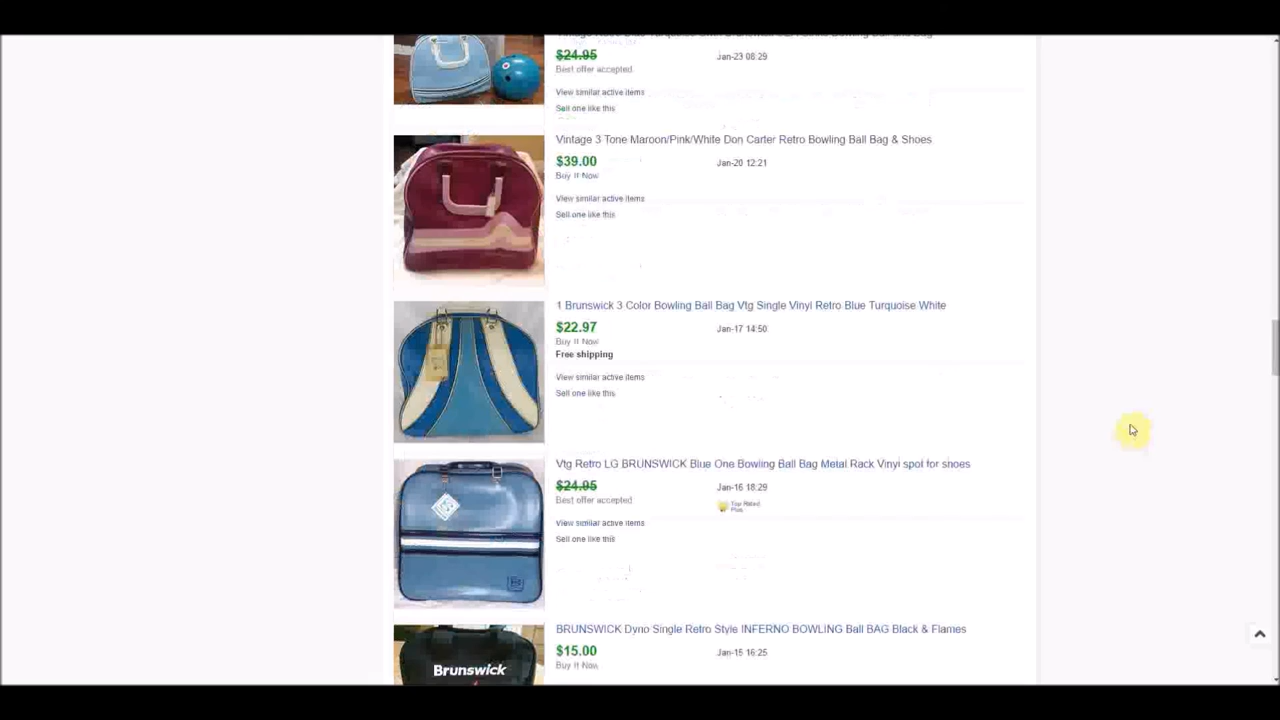 $24.95
Jan-23 08:29
Best offer accepted
View similar active items
Sell one like this
Vintage 3 Tone Maroon/Pink/White Don Carter Retro Bowling Ball Bag & Shoes
$39.00
Jan-20 12:21
Buy It Now
View similar active items
Sell one like this
1 Brunswick 3 Color Bowling Ball Bag Vtg Single Vinyl Retro Blue Turquoise White
$22.97
Jan-17 14:50
Buy It Now
Free shipping
View similar active items
Sell one like this
Vtg Retro LG BRUNSWICK Blue One Bowling Ball Bag Metal Rack Vinyl spot for shoes
$24.95
Jan-16 18:29
Best offer accepted
Top Rated
Plus
View similar active items
Sell one like this
BRUNSWICK Dyno Single Retro Style INFERNO BOWLING Ball BAG Black & Flames
$15.00
Jan-15 16:25
Buy It Now
Brunswick